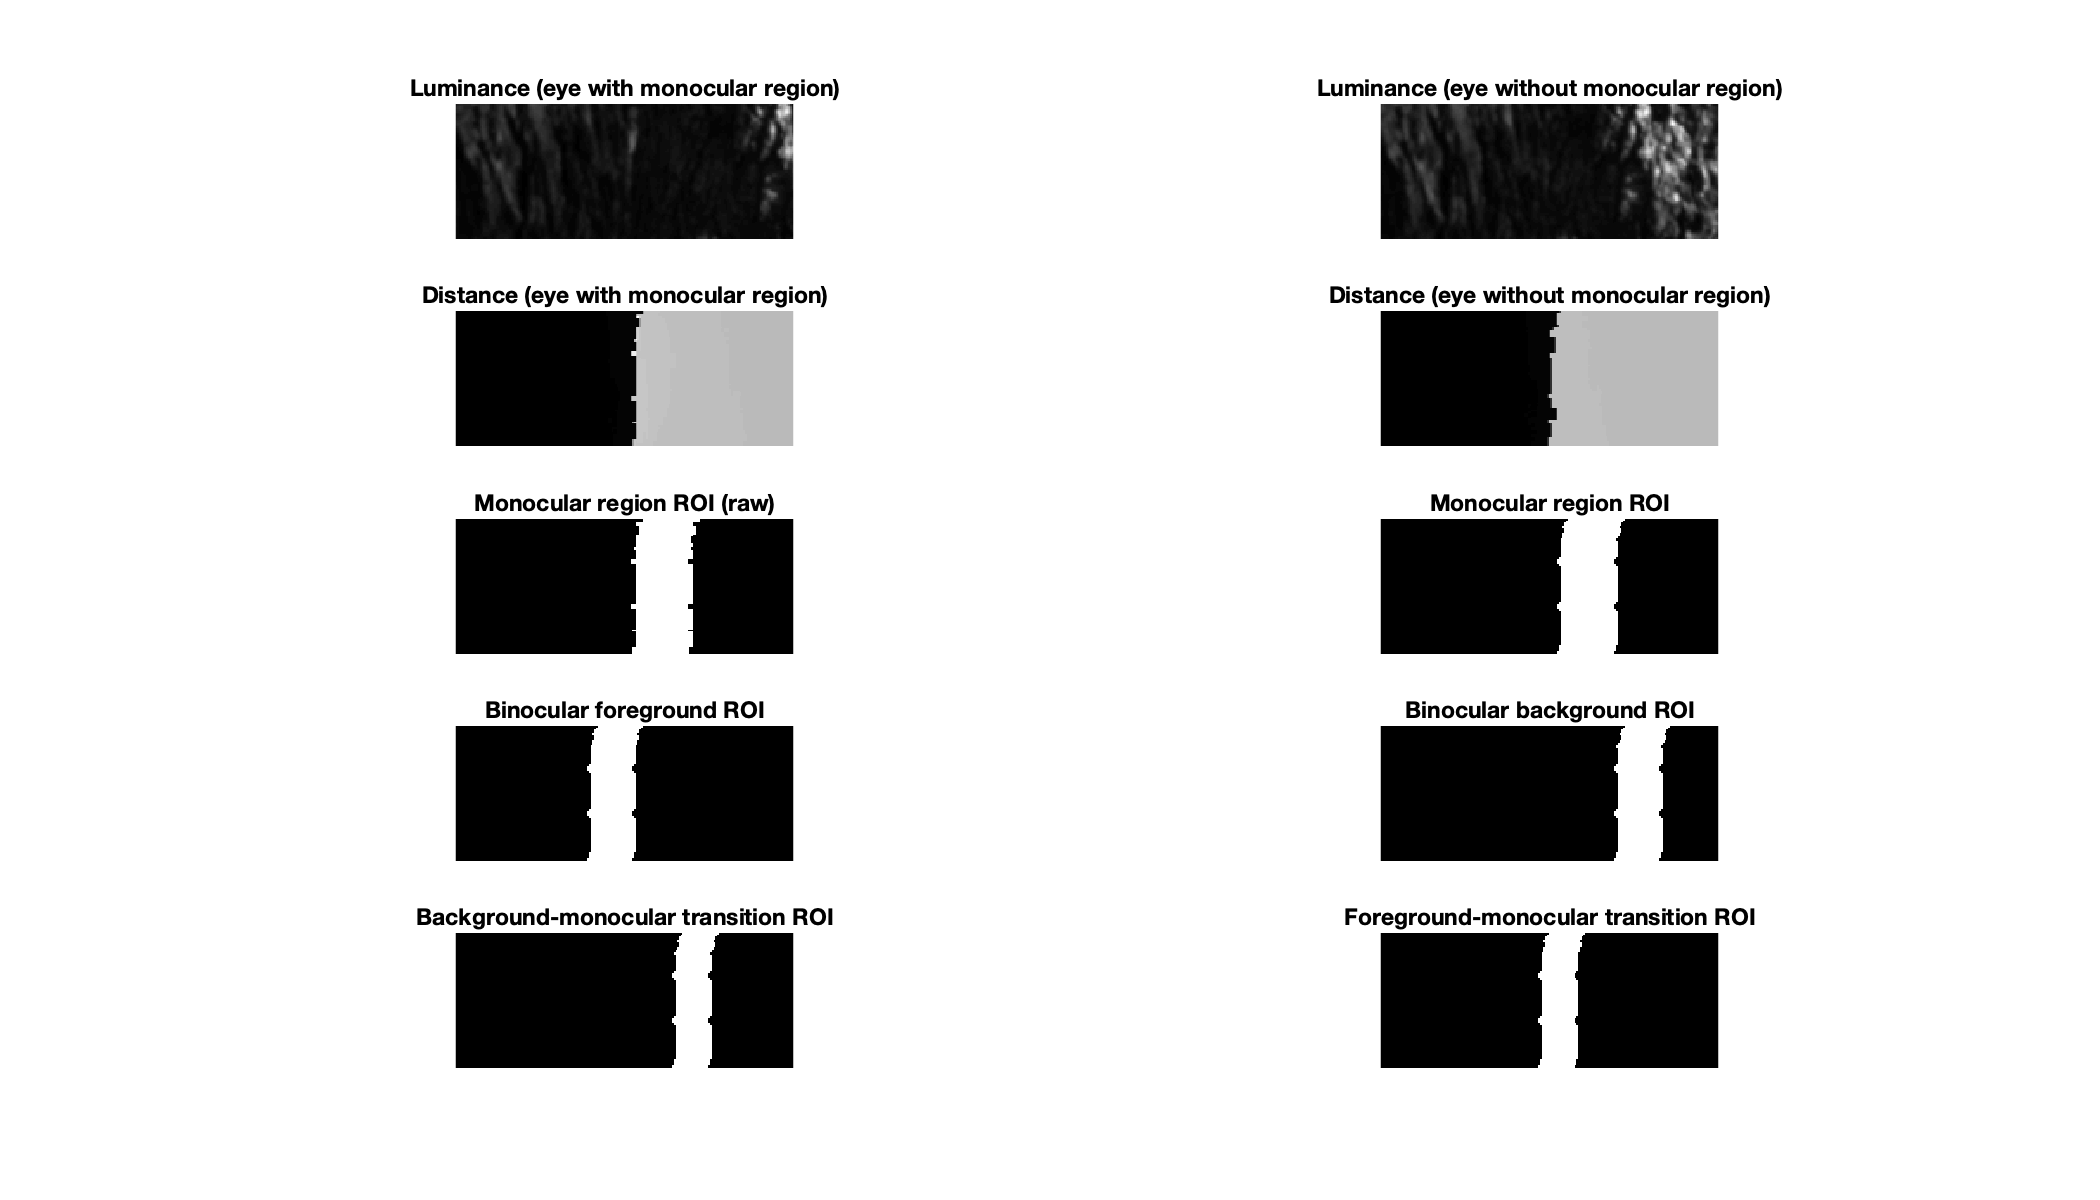 Luminance (eye with monocular region)
Luminance (eye without monocular region)
Distance (eye with monocular region)
Distance (eye without monocular region)
Monocular region ROI (raw)
Monocular region ROI
Binocular foreground ROI
Binocular background ROI
Background-monocular transition ROI
Foreground-monocular transition ROI